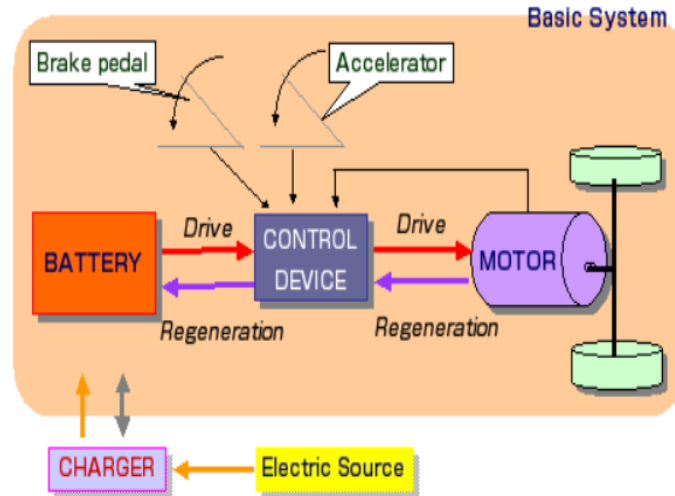 Basic System
Brake pedal
Accelerator
Drive
Drive
BATTERY
CONTROL
DEVICE
MOTOR
Regeneration
Regeneration
CHARGER
Electric Source